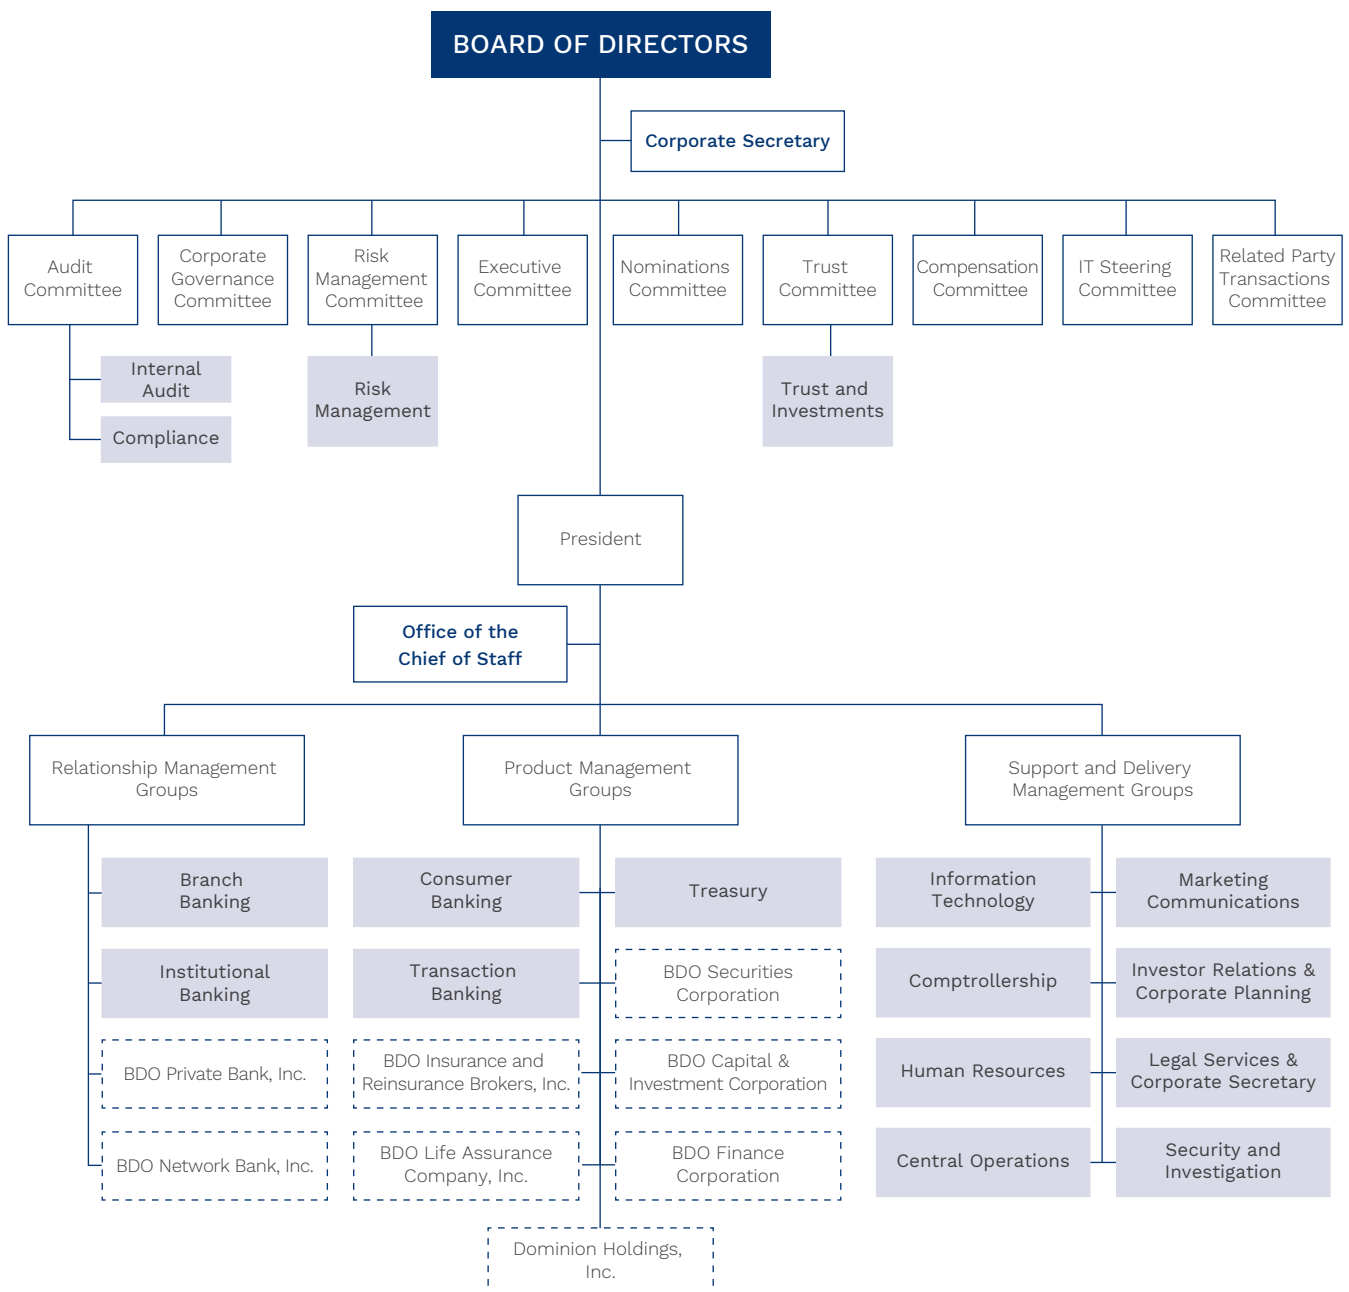 BOARD OF DIRECTORS
Corporate Secretary
Audit
Committee
Corporate
Governance
Committee
Risk
Management
Committee
Executive
Committee
Nominations
Committee
Trust
Committee
Compensation
Committee
IT Steering
Committee
Related Party
Transactions
Committee
Internal
Audit
Compliance
Risk
Management
Trust and
Investments
President
Office of the
Chief of Staff
Relationship Management
Groups
Product Management
Groups
Support and Delivery
Management Groups
Branch
Banking
Institutional
Banking
BDO Private Bank, Inc.
BDO Network Bank, Inc.
Consumer
Banking
Treasury
Transaction
Banking
BDO Securities
Corporation
BDO Insurance and
Reinsurance Brokers, Inc.
BDO Capital &
Investment Corporation
BDO Life Assurance
Company, Inc.
BDO Finance
Corporation
Dominion Holdings,
Inc.
Information
Technology
Marketing
Communications
Comptrollership
Investor Relations &
Corporate Planning
Human Resources
Legal Services &
Corporate Secretary
Central Operations
Security and
Investigation